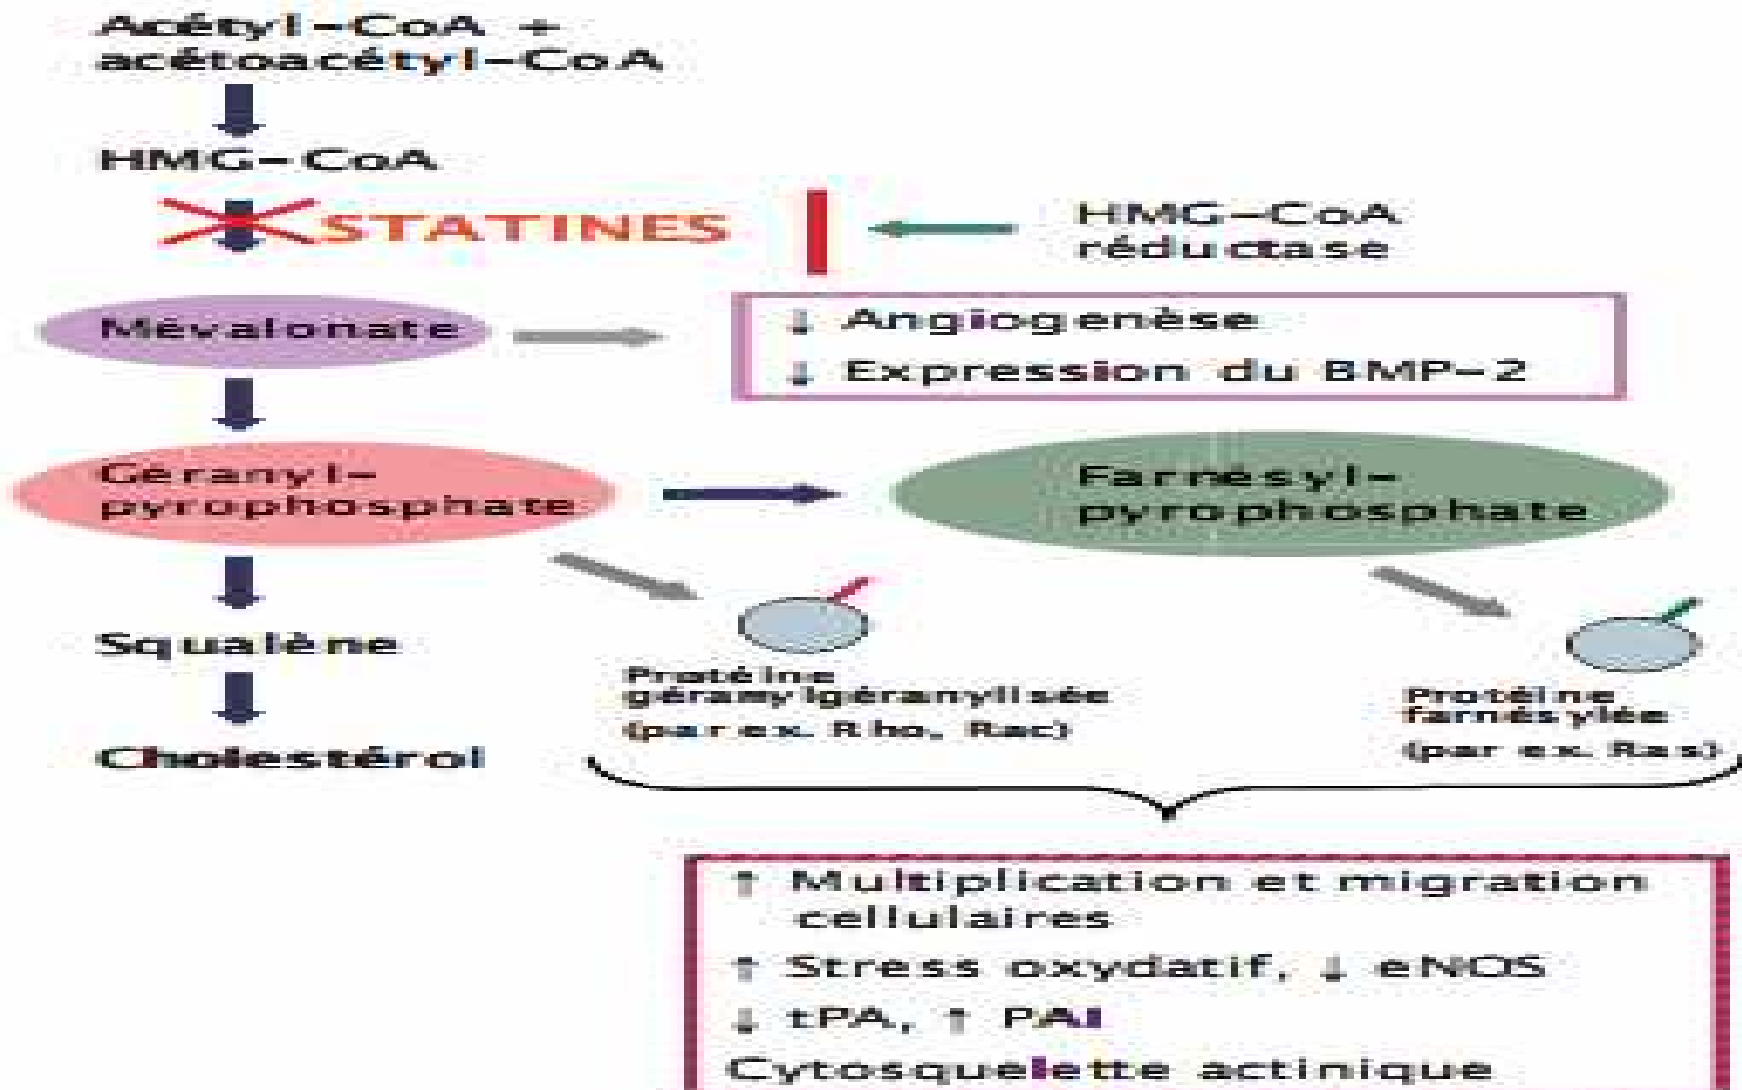 Acétyl-CoA +
acétoacétyl-CoA
HMG-CoA
STATINES
HMG-CoA
réductase
Mévalonate
↓ Angiogenèse
↓ Expression du BMP-2
Géranyl-
pyrophosphate
Farnésyl-
pyrophosphate
Squalène
Protéine
géranylgéranylisée
(par ex. Rho, Rac)
Protéine
farnésylée
(par ex. Ras)
Cholestérol
↑ Multiplication et migration
cellulaires
↑ Stress oxydatif, ↓ eNOS
↓ tPA, ↑ PAI
Cytosquelette actinique